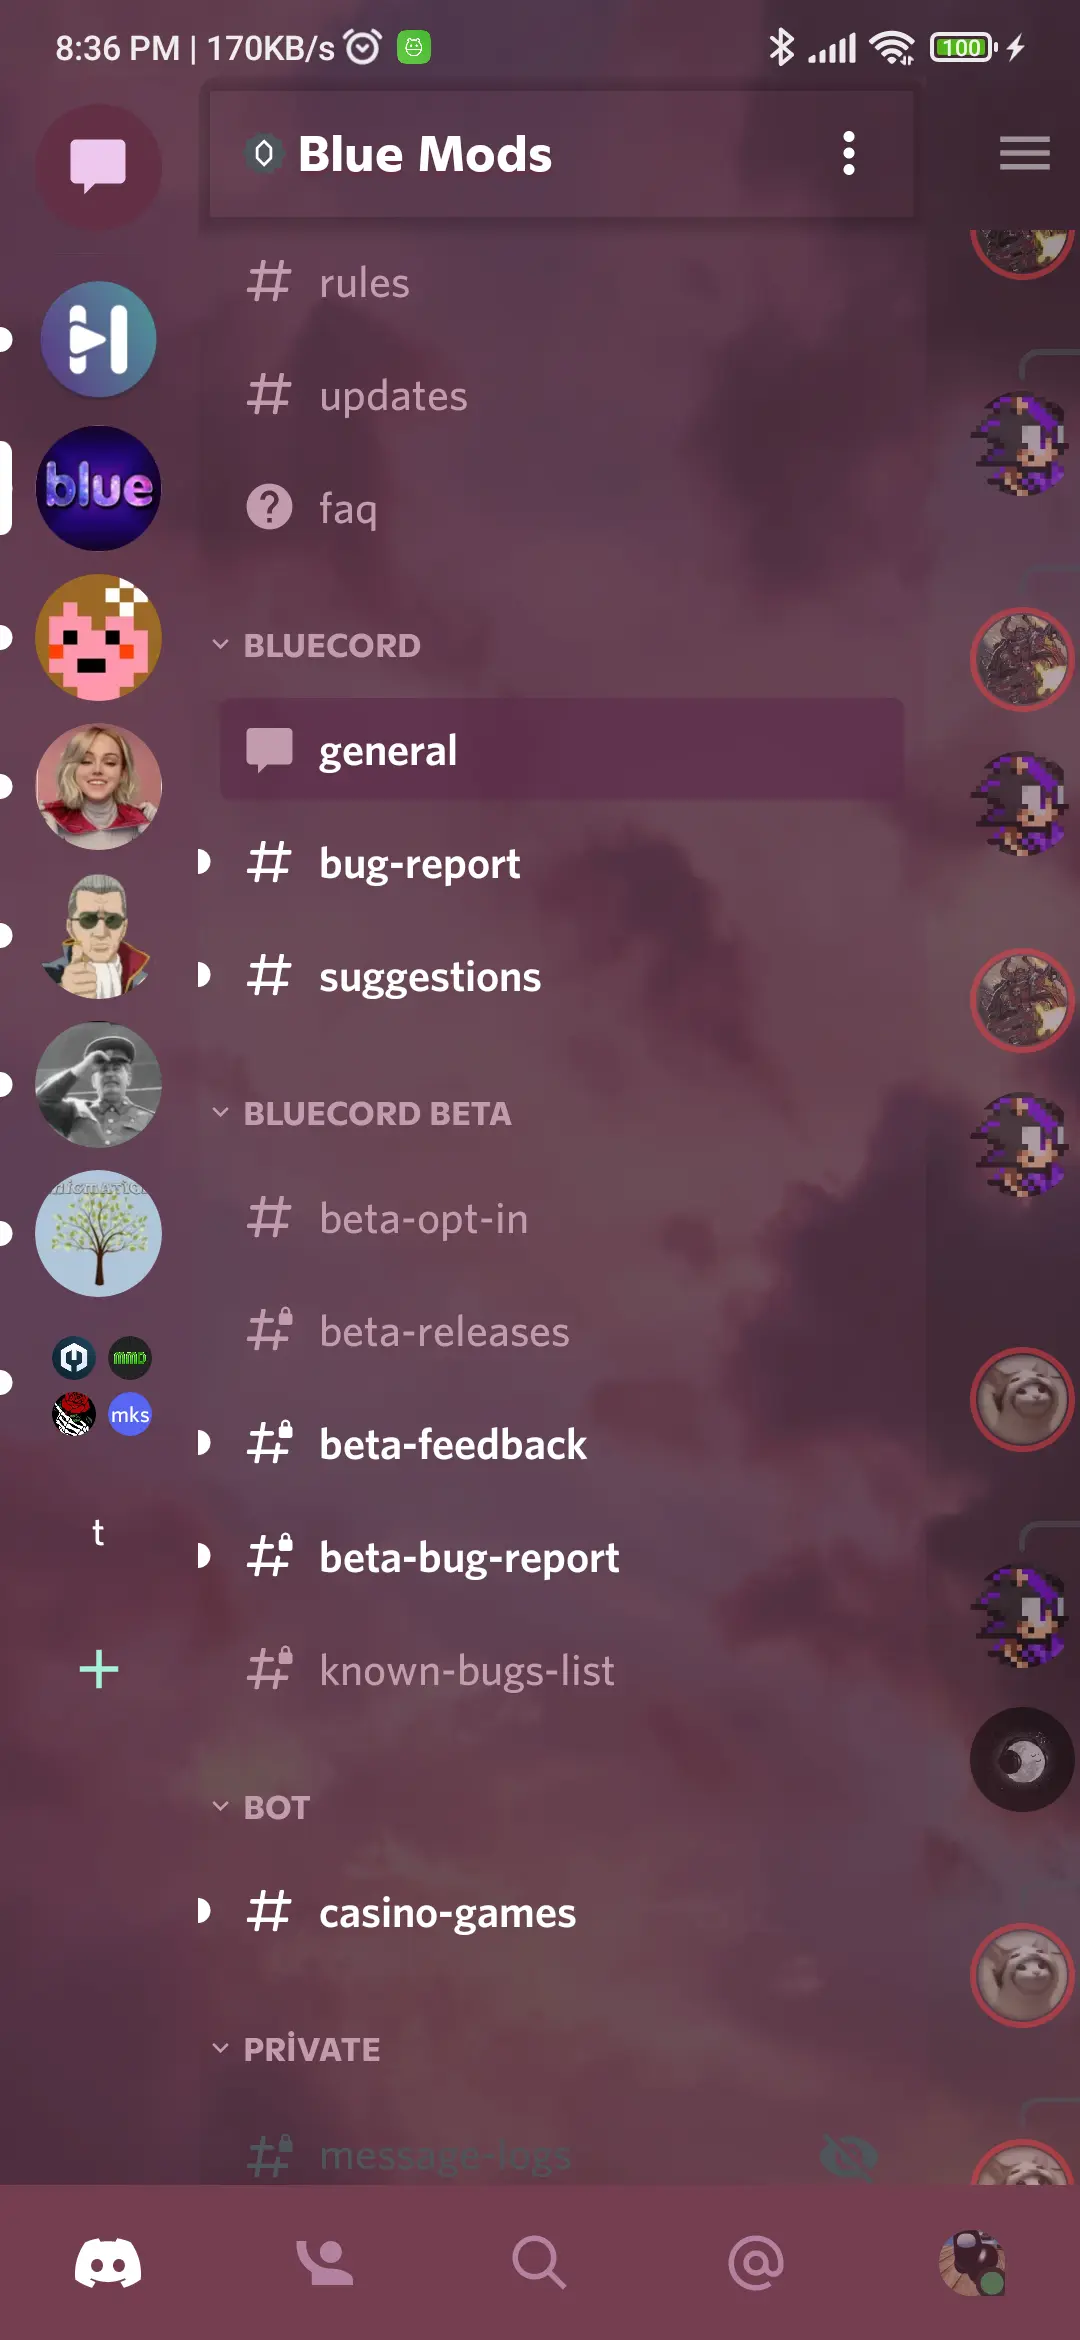 8:36 PM | 170KB/s
100
Blue Mods
rules
updates
faq
blue
BLUECORD
general
bug-report
suggestions
BLUECORD BETA
beta-opt-in
beta-releases
MMD
mks
beta-feedback
t
beta-bug-report
known-bugs-list
BOT
casino-games
PRİVATE
message-logs